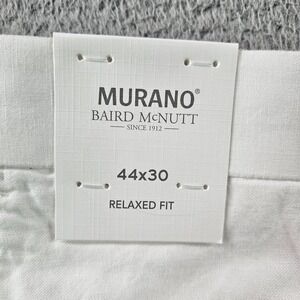 MURANO®
BAIRD McNUTT
SINCE 1912
44x30
RELAXED FIT